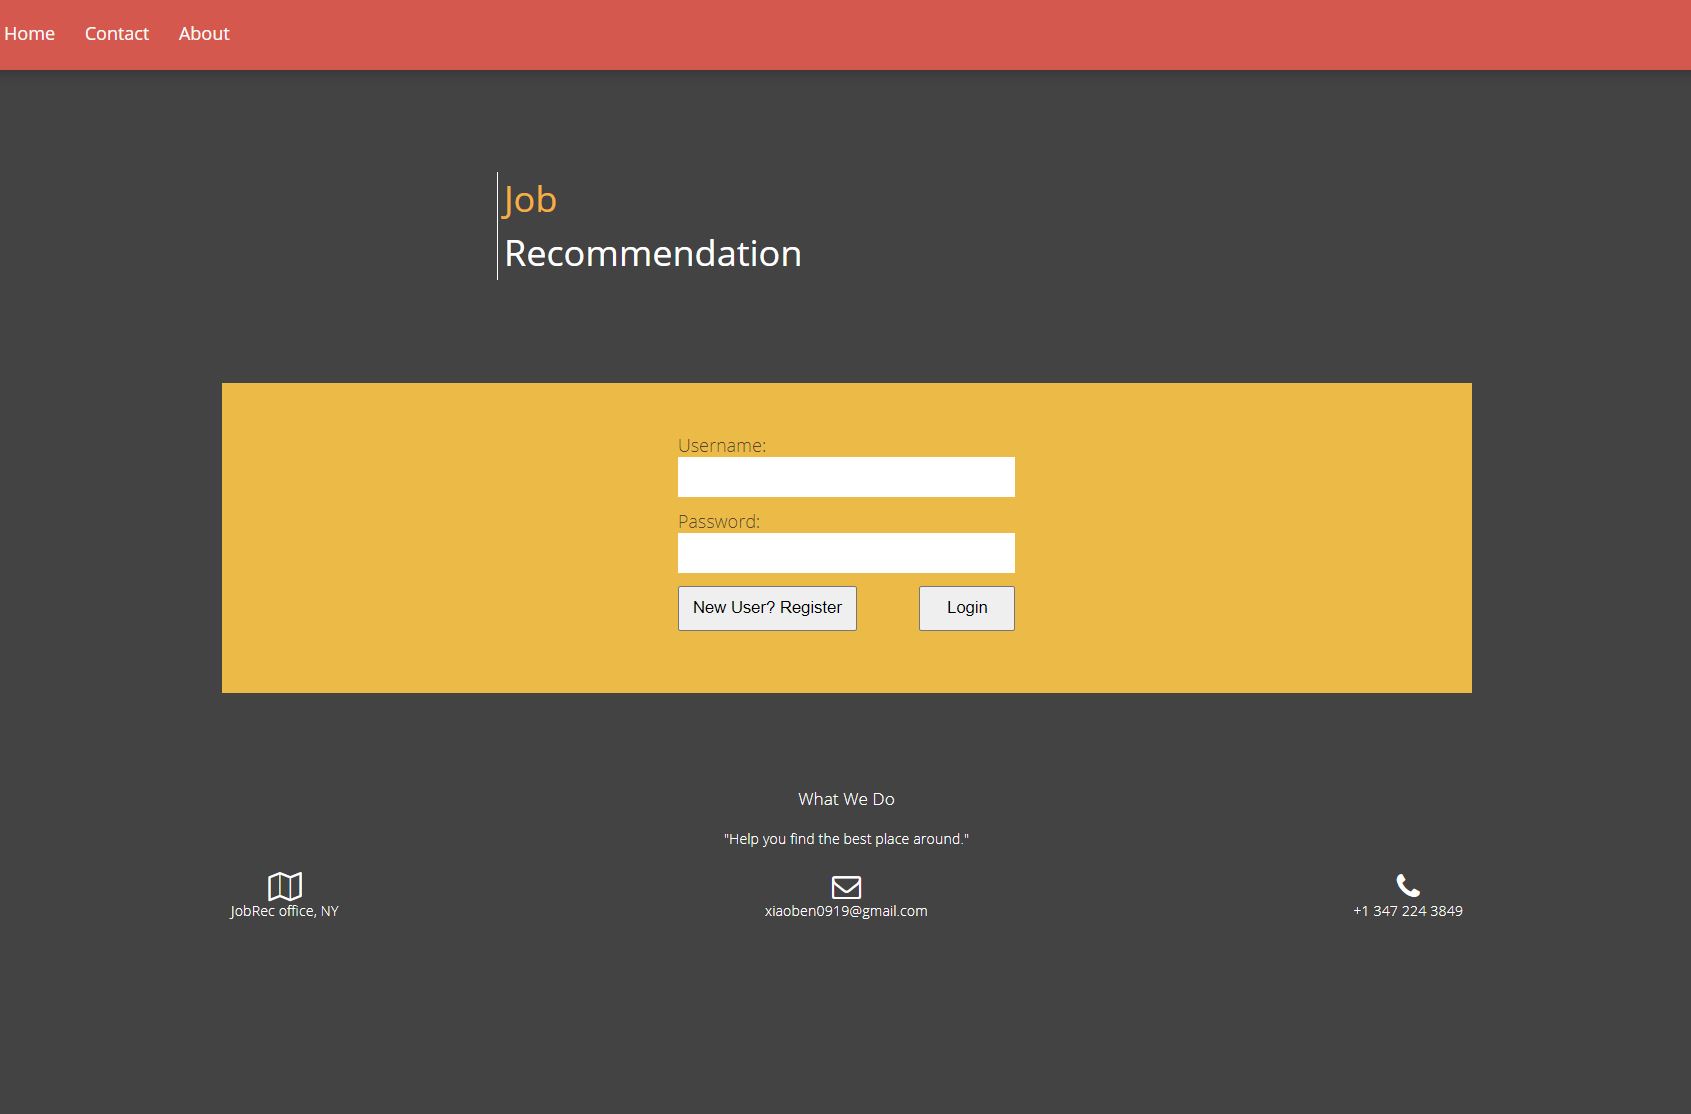 Home Contact About
Job
Recommendation
Username:
Password:
New User? Register Login
What We Do
"Help you find the best place around."
JobRec office, NY xiaoben0919@gmail.com +1 347 224 3849